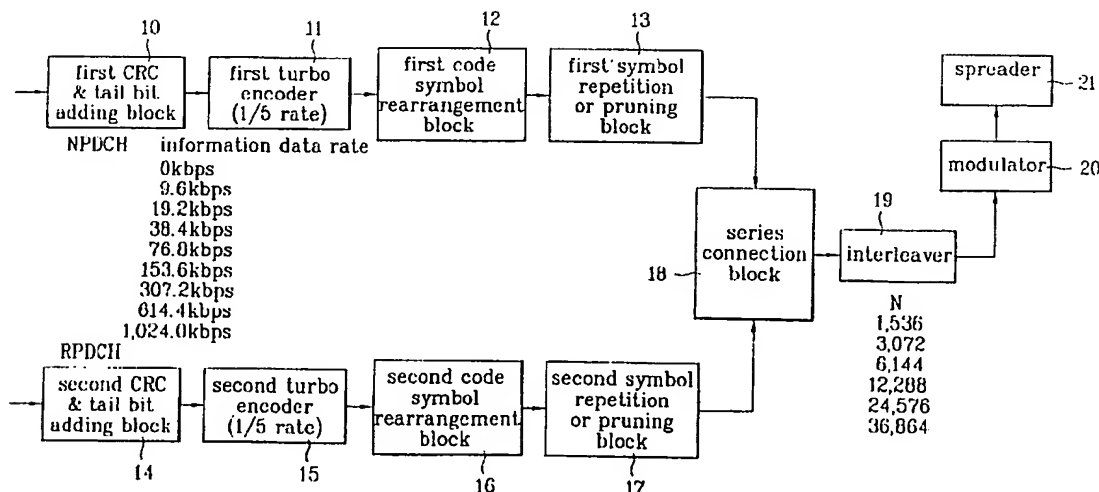 10
first CRC
& tail bit
adding block
11
first turbo
encoder
(1/5 rate)
12
first code
symbol
rearrangement
block
13
first symbol
repetition
or pruning
block
spreader
21
modulator
20
NPDCH information data rate
0kbps
9.6kbps
19.2kbps
38.4kbps
76.8kbps
153.6kbps
307.2kbps
614.4kbps
1,024.0kbps
series
connection
block
18
19
interleaver
N
1,536
3,072
6,144
12,288
24,576
36,864
RPDCH
second CRC
& tail bit
adding block
14
second turbo
encoder
(1/5 rate)
15
second code
symbol
rearrangement
block
16
second symbol
repetition
or pruning
block
17